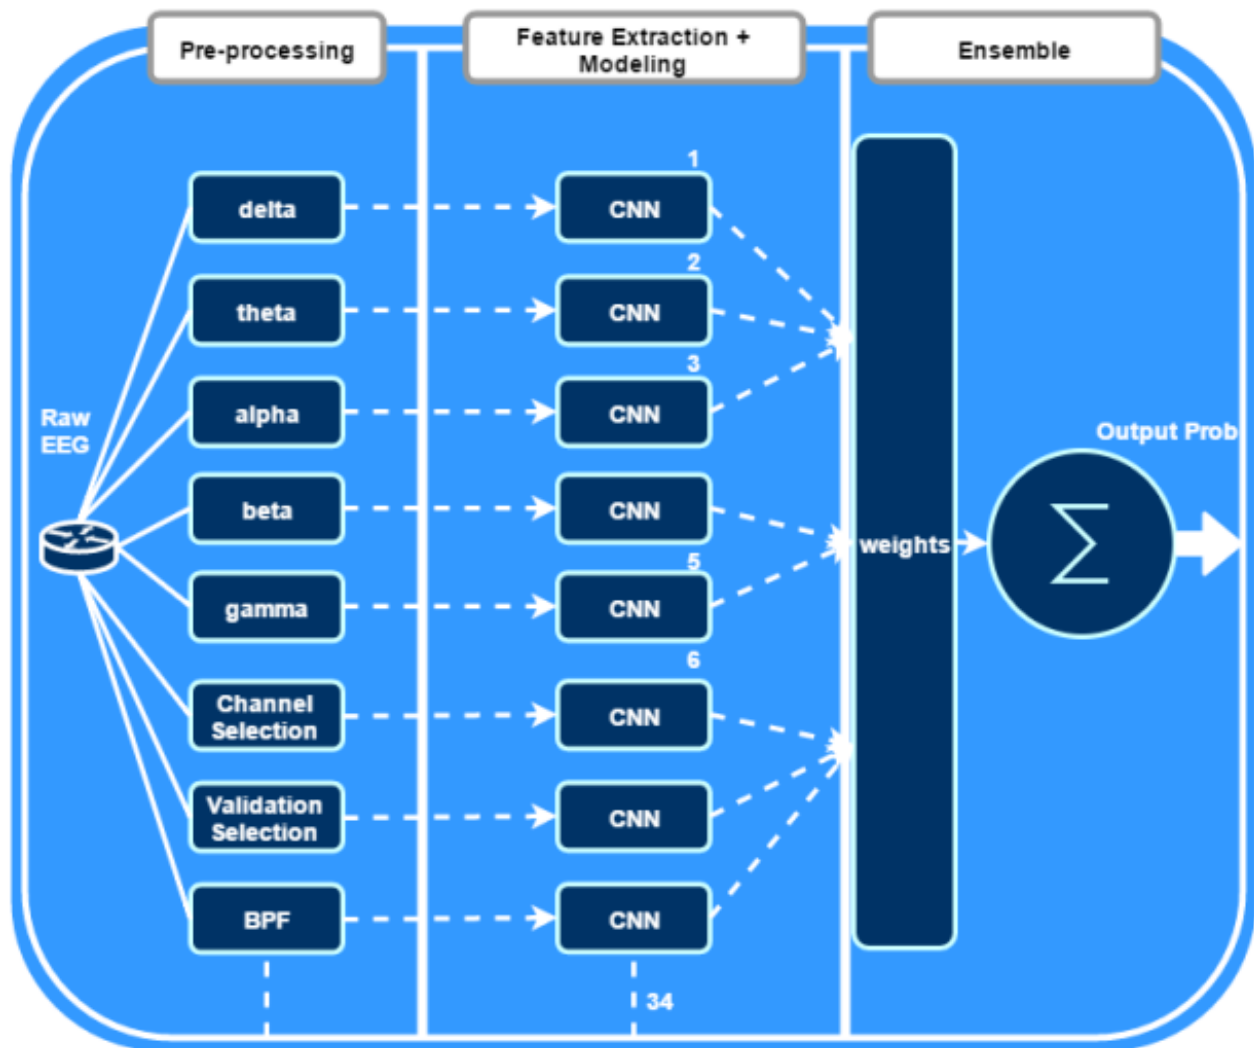 Pre-processing
Feature Extraction +
Modeling
Ensemble
1
delta
CNN
2
theta
CNN
3
alpha
CNN
Raw
EEG
Output Prob
beta
CNN
weights
5
gamma
CNN
6
Channel
Selection
CNN
Validation
Selection
CNN
BPF
CNN
34